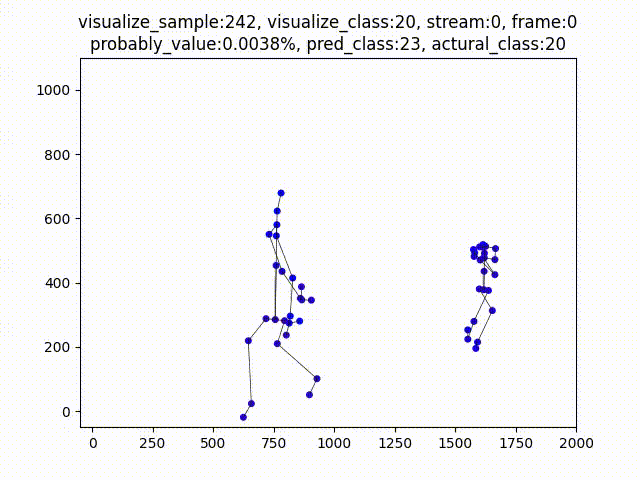 visualize_sample:242, visualize_class:20, stream:0, frame:0
probably_value:0.0038%, pred_class:23, actural_class:20
1000
800
600
400
200
0
0 250 500 750 1000 1250 1500 1750 2000